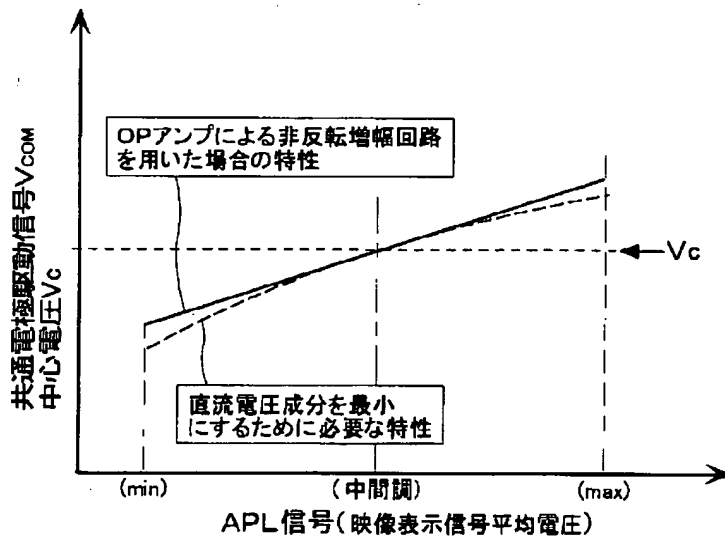 共通電極駆動信号VCOM
中心電圧Vc
OPアンプによる非反転増幅回路
を用いた場合の特性
Vc
直流電圧成分を最小
にするために必要な特性
(min)
(中間調)
(max)
APL信号(映像表示信号平均電圧)